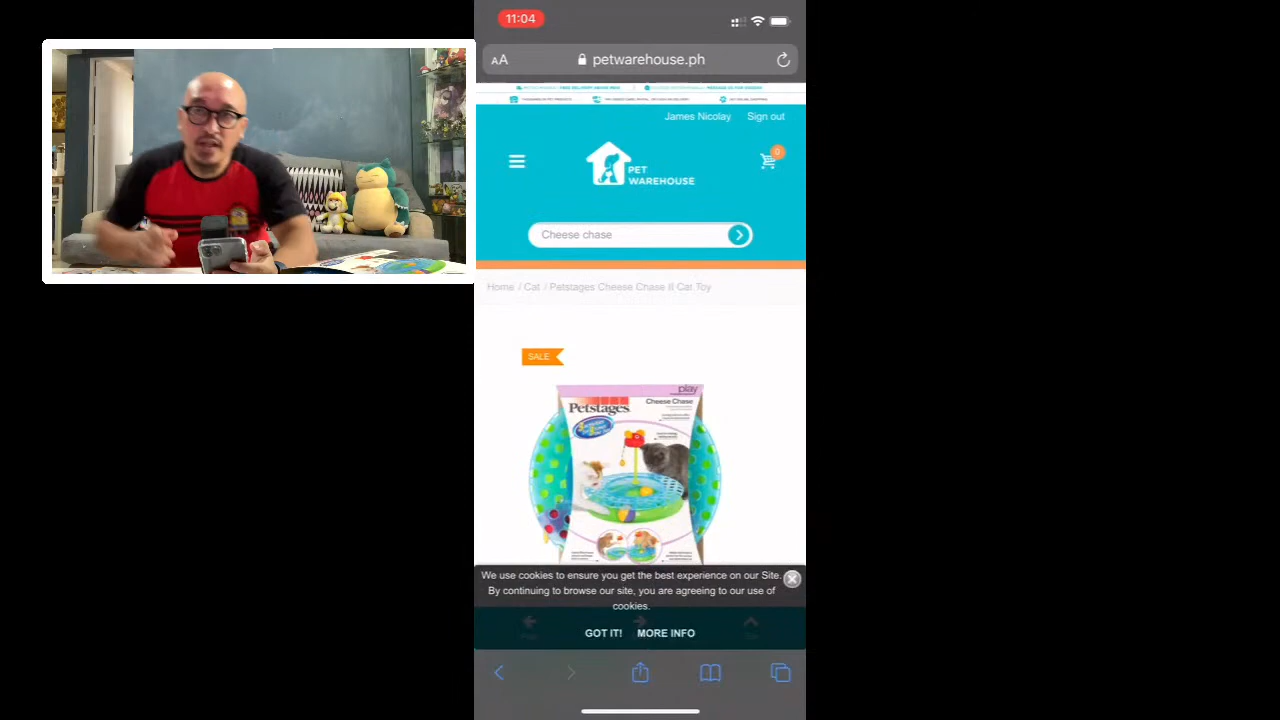 11:04
AA
petwarehouse.ph
James Nicolay Sign out
PET
WAREHOUSE
0
Cheese chase
Home / Cat / Petstages Cheese Chase III Cat Toy
SALE
play
Petstages
Cheese Chase
We use cookies to ensure you get the best experience on our Site.
By continuing to browse our site, you are agreeing to our use of
cookies.
GOT IT! MORE INFO